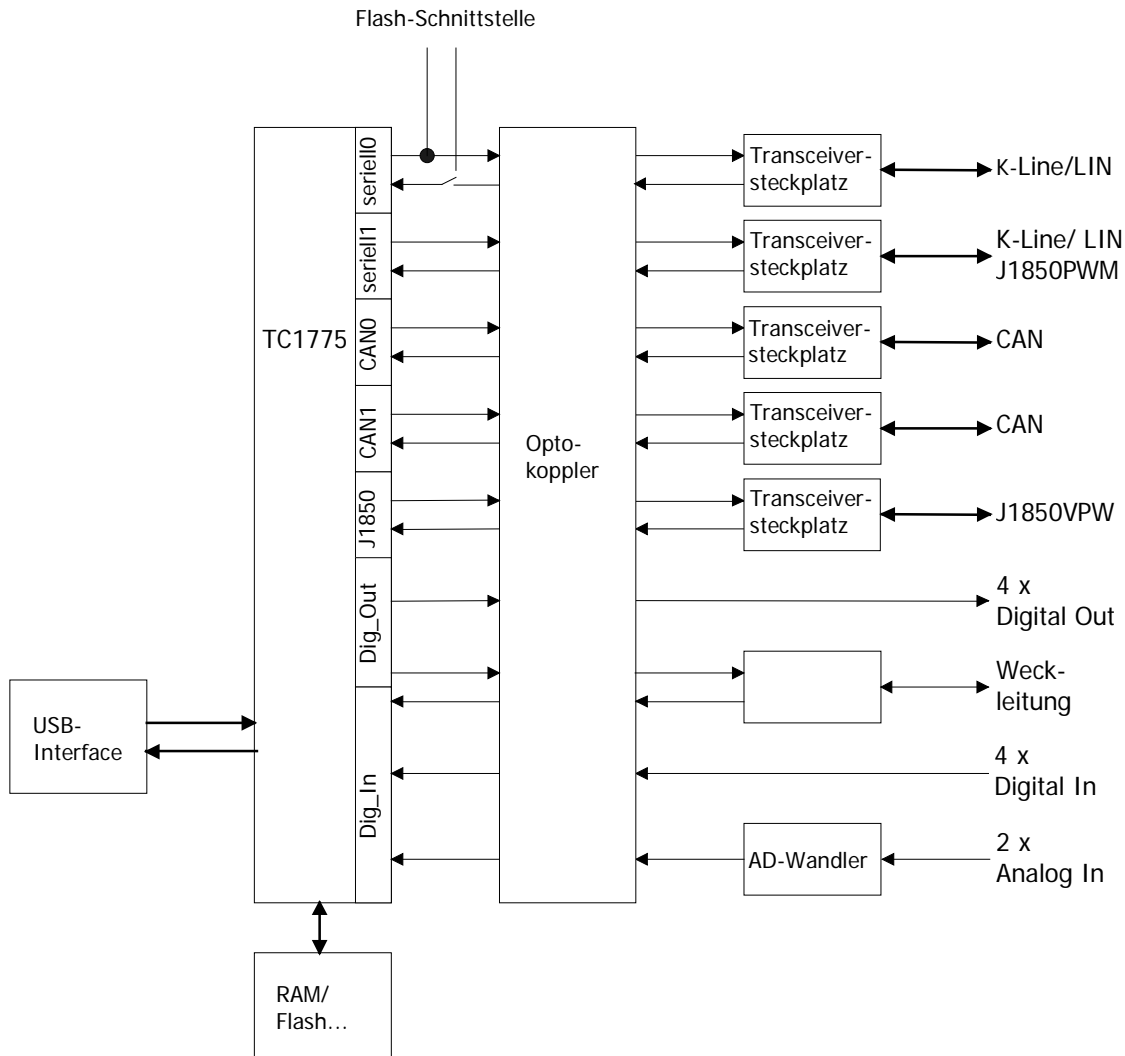 Flash-Schnittstelle
TC1775
seriell0
seriell1
CAN0
CAN1
J1850
Dig_Out
Dig_In
Opto-
koppler
Transceiver-
steckplatz
K-Line/LIN
Transceiver-
steckplatz
K-Line/ LIN
J1850PWM
Transceiver-
steckplatz
CAN
Transceiver-
steckplatz
CAN
Transceiver-
steckplatz
J1850VPW
4 x
Digital Out
Weck-
leitung
4 x
Digital In
AD-Wandler
2 x
Analog In
USB-
Interface
RAM/
Flash...